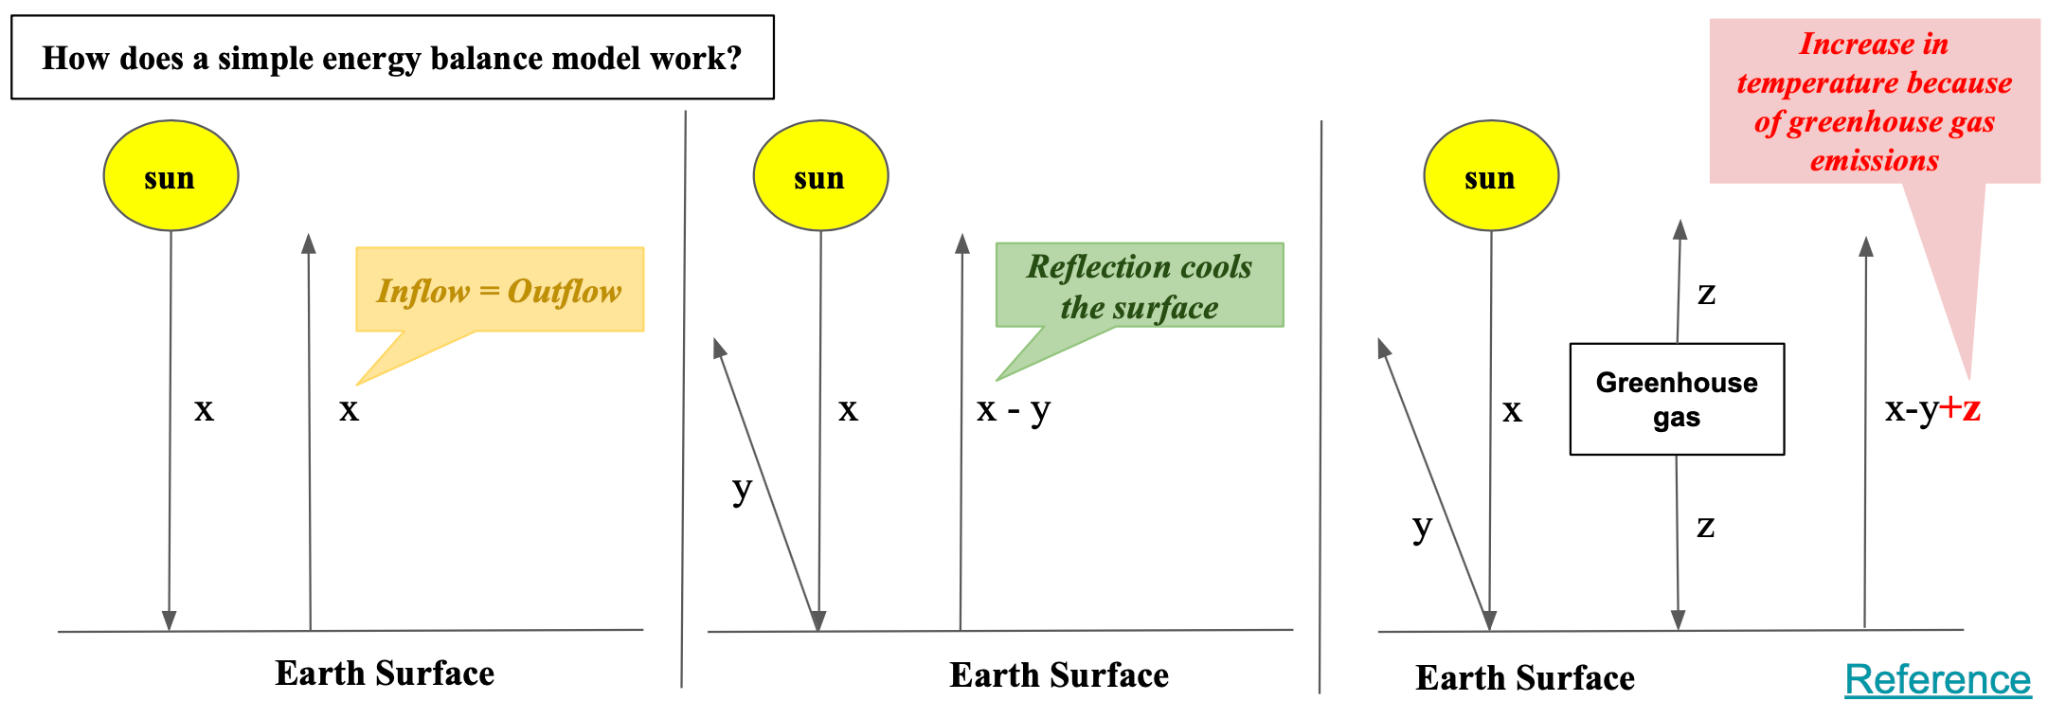 How does a simple energy balance model work?
sun
x
x
Inflow = Outflow
Earth Surface
sun
y
x
x - y
Reflection cools
the surface
Earth Surface
sun
y
x
z
Greenhouse
gas
z
x-y+z
Increase in
temperature because
of greenhouse gas
emissions
Earth Surface
Reference